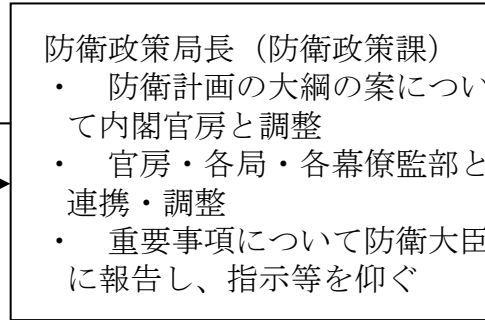 防衛政策局長（防衛政策課）
・　防衛計画の大綱の案につい
て内閣官房と調整
・　官房・各局・各幕僚監部と
連携・調整
・　重要事項について防衛大臣
に報告し、指示等を仰ぐ